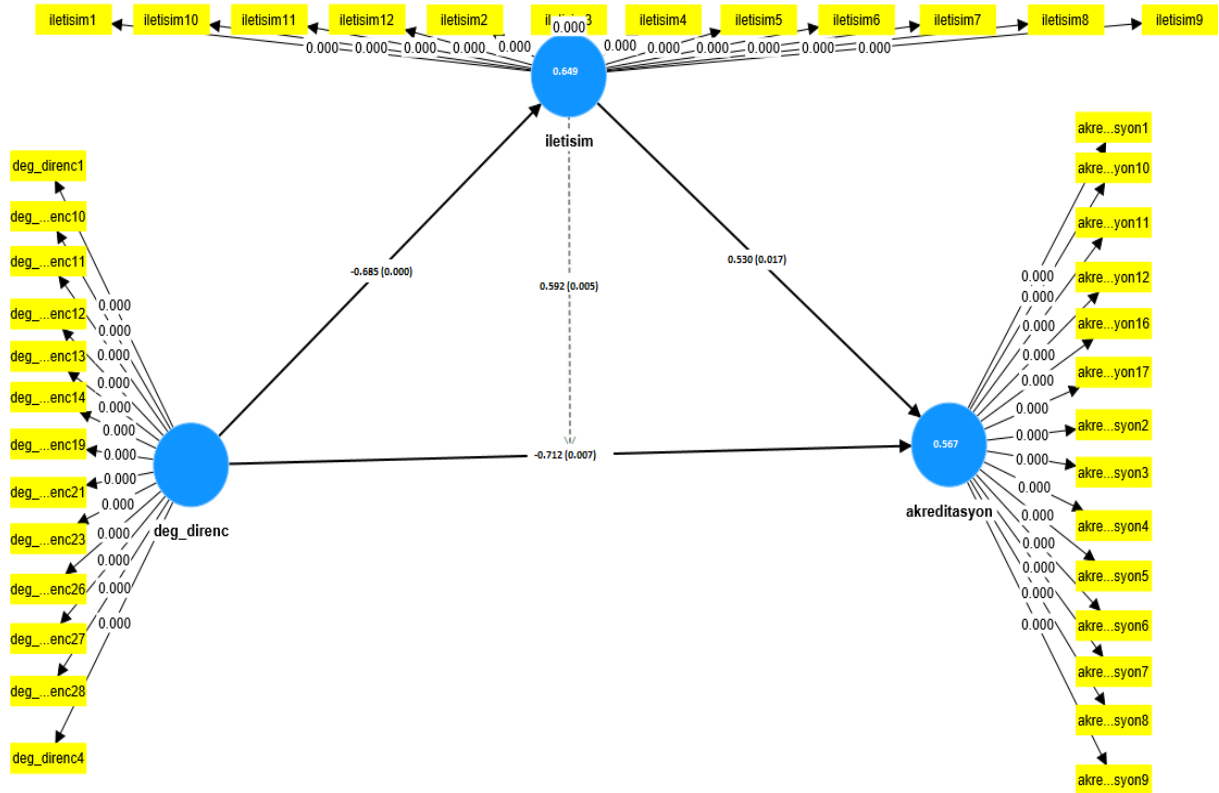 iletisim1
iletisim10
iletisim11
iletisim12
iletisim2
iletisim4
iletisim5
iletisim6
iletisim7
iletisim8
iletisim9
0.000
0.000
0.000
0.000
0.000
0.000
0.000
0.000
0.000
0.000
0.000
0.000
0.649
iletisim
deg_direnc1
deg_...enc10
deg_...enc11
deg_...enc12
deg_...enc13
deg_...enc14
deg_...enc19
deg_...enc21
deg_...enc23
deg_...enc26
deg_...enc27
deg_...enc28
deg_direnc4
0.000
0.000
0.000
0.000
0.000
0.000
0.000
0.000
0.000
0.000
0.000
0.000
0.000
deg_direnc
-0.685 (0.000)
0.592 (0.005)
0.530 (0.017)
-0.712 (0.007)
0.567
akreditasyon
0.000
0.000
0.000
0.000
0.000
0.000
0.000
0.000
0.000
0.000
0.000
0.000
0.000
0.000
akre...syon1
akre...yon10
akre...yon11
akre...yon12
akre...yon16
akre...yon17
akre...syon2
akre...syon3
akre...syon4
akre...syon5
akre...syon6
akre...syon7
akre...syon8
akre...syon9